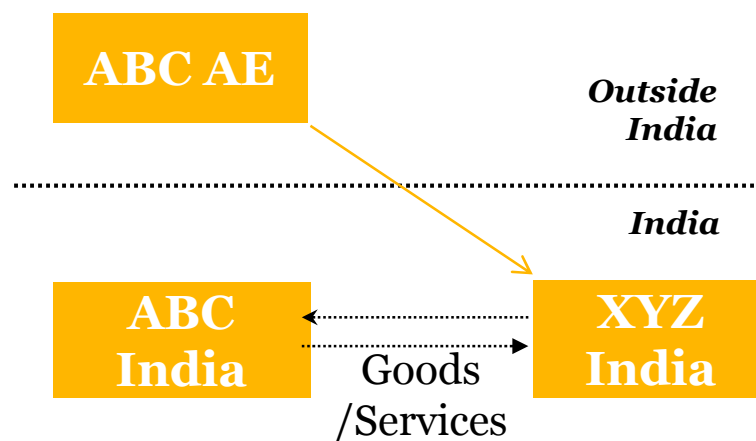 ABC AE
Outside
India
India
ABC
India
XYZ
India
Goods
/Services